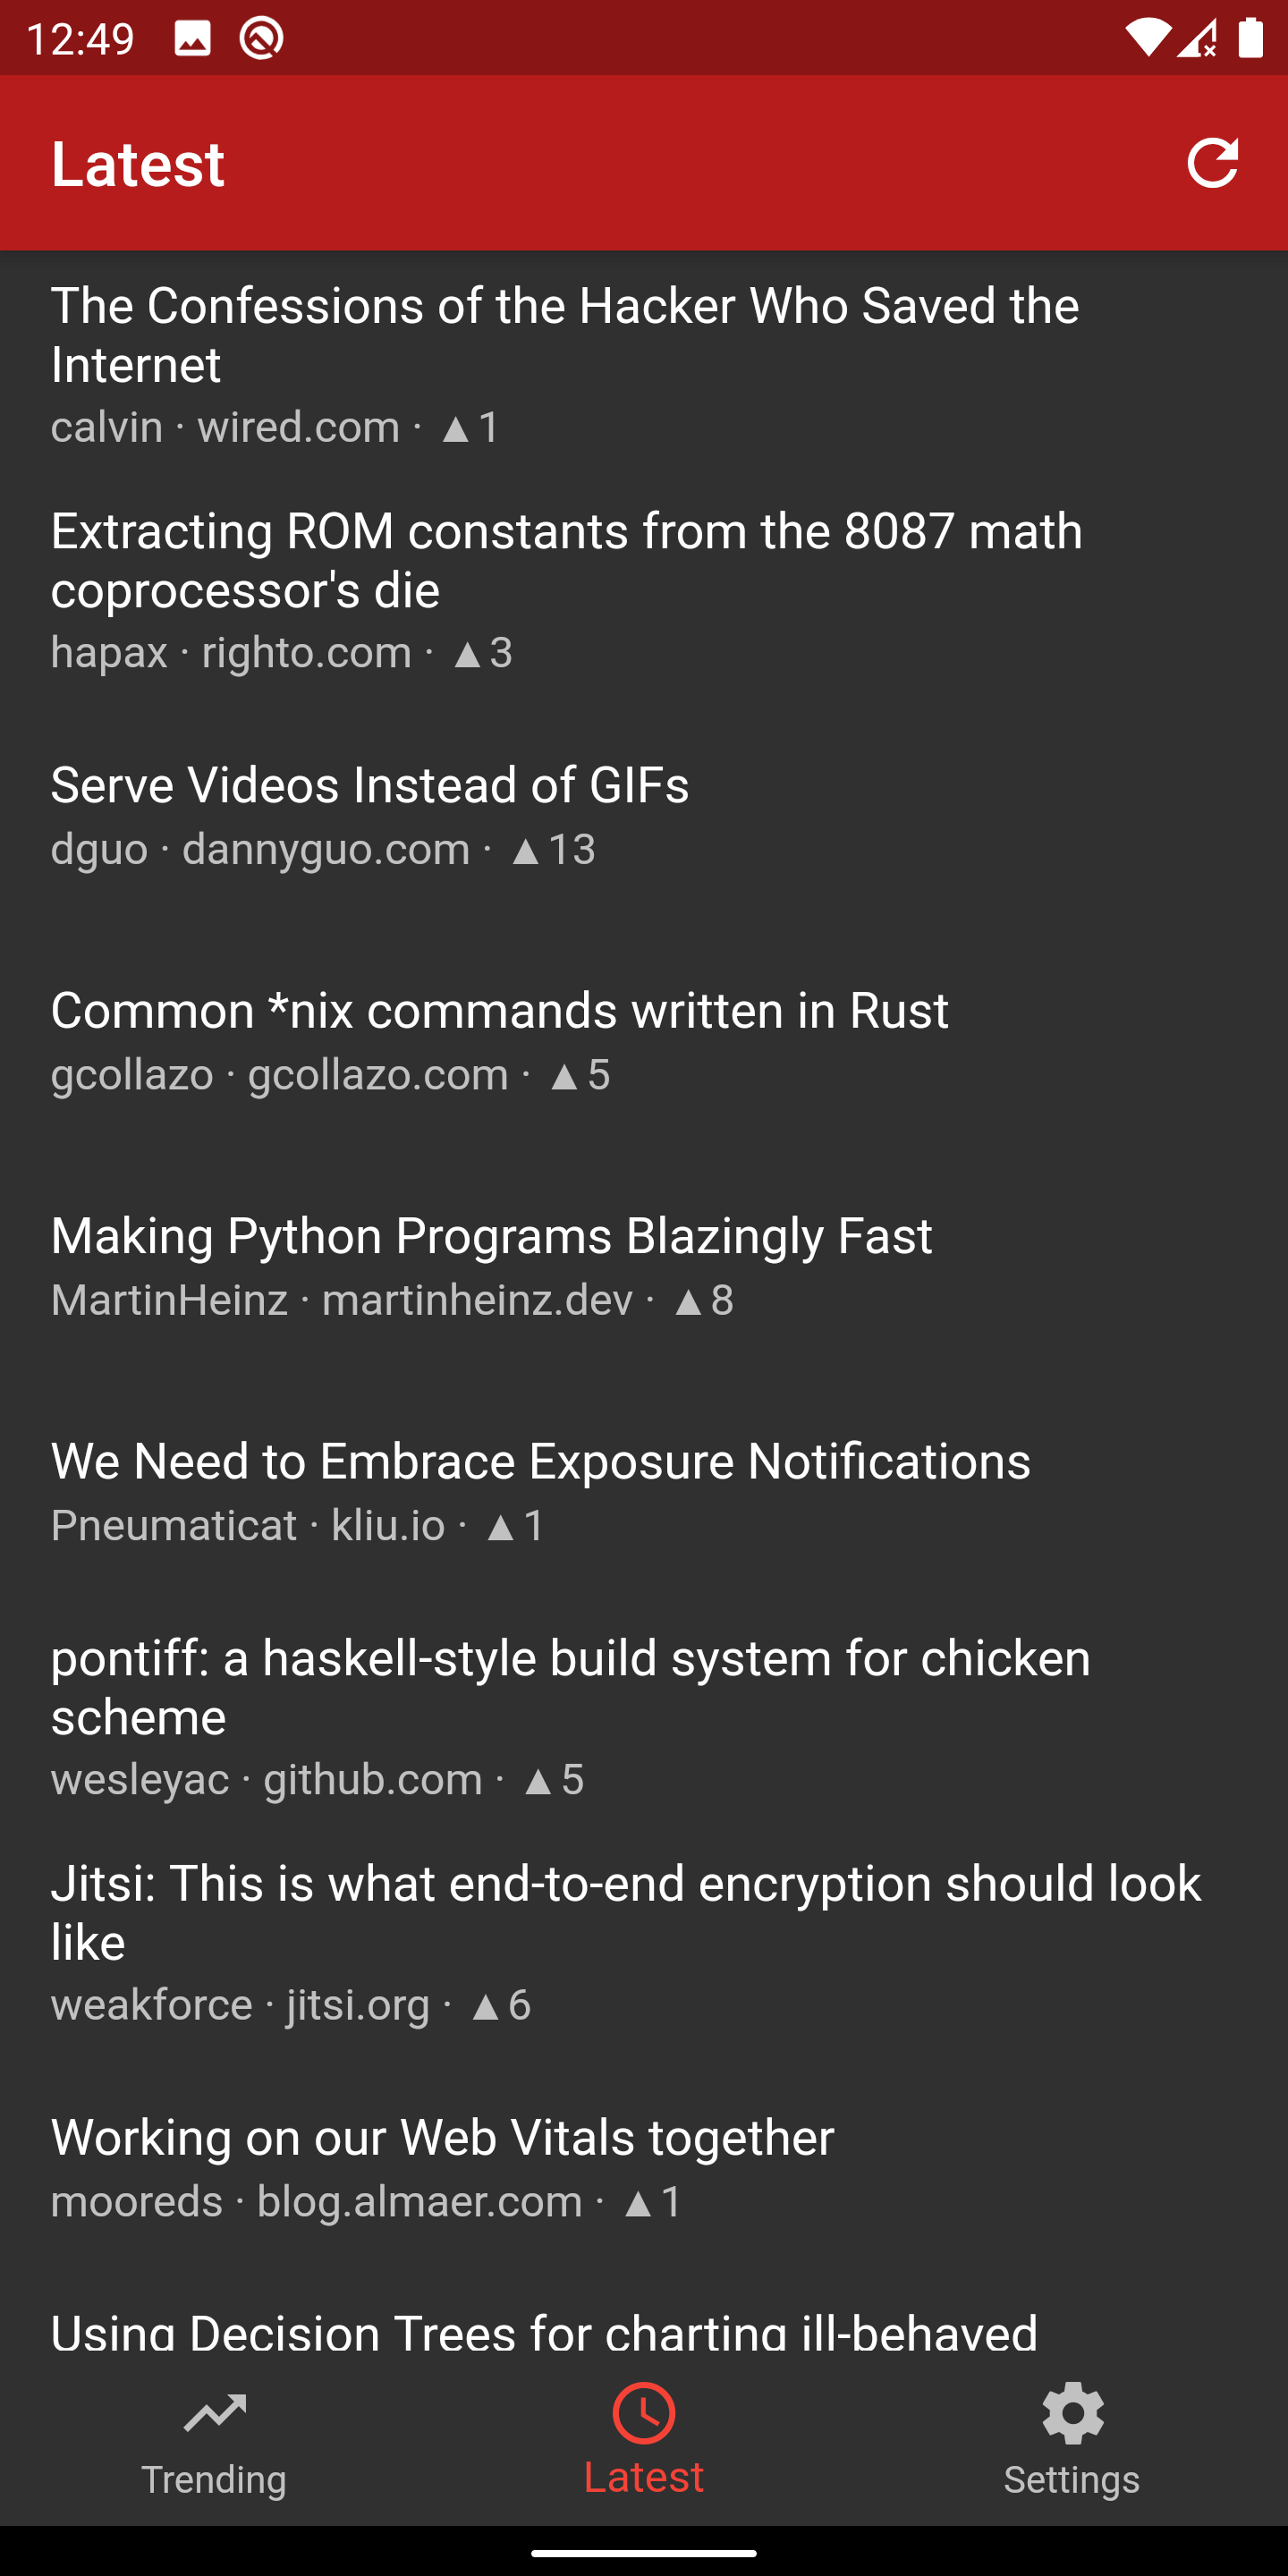 12:49
Latest
The Confessions of the Hacker Who Saved the
Internet
calvin · wired.com · ▲1
Extracting ROM constants from the 8087 math
coprocessor's die
hapax · righto.com · ▲3
Serve Videos Instead of GIFs
dguo · dannyguo.com · ▲13
Common *nix commands written in Rust
gcollazo · gcollazo.com · ▲5
Making Python Programs Blazingly Fast
MartinHeinz · martinheinz.dev · ▲8
We Need to Embrace Exposure Notifications
Pneumaticat · kliu.io · ▲1
pontiff: a haskell-style build system for chicken
scheme
wesleyac · github.com · ▲5
Jitsi: This is what end-to-end encryption should look
like
weakforce · jitsi.org · ▲6
Working on our Web Vitals together
mooreds · blog.almaer.com · ▲1
Using Decision Trees for charting ill-behaved
Trending
Latest
Settings